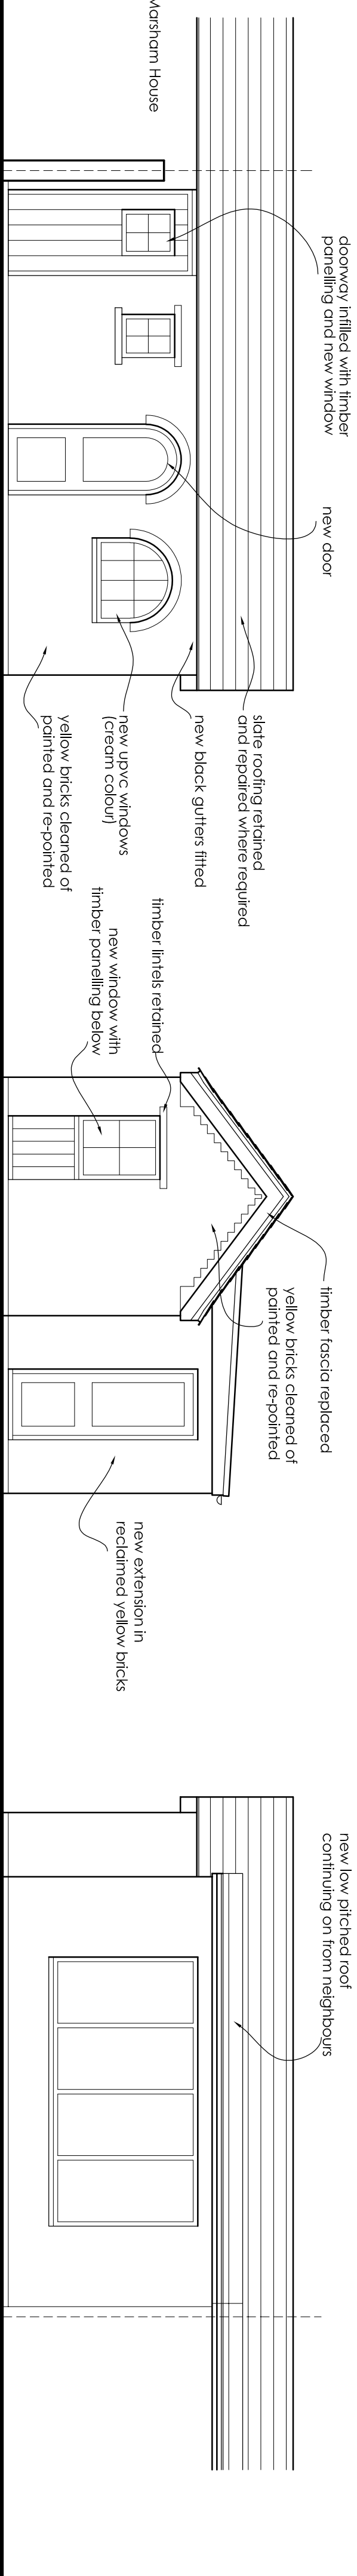 Marsham House
doorway infilled with timber
panelling and new window
new door
slate roofing retained
and repaired where required
new black gutters fitted
new upvc windows
(cream colour)
yellow bricks cleaned of
painted and re-pointed
timber lintels retained
new window with
timber panelling below
timber fascia replaced
yellow bricks cleaned of
painted and re-pointed
new extension in
reclaimed yellow bricks
new low pitched roof
continuing on from neighbours